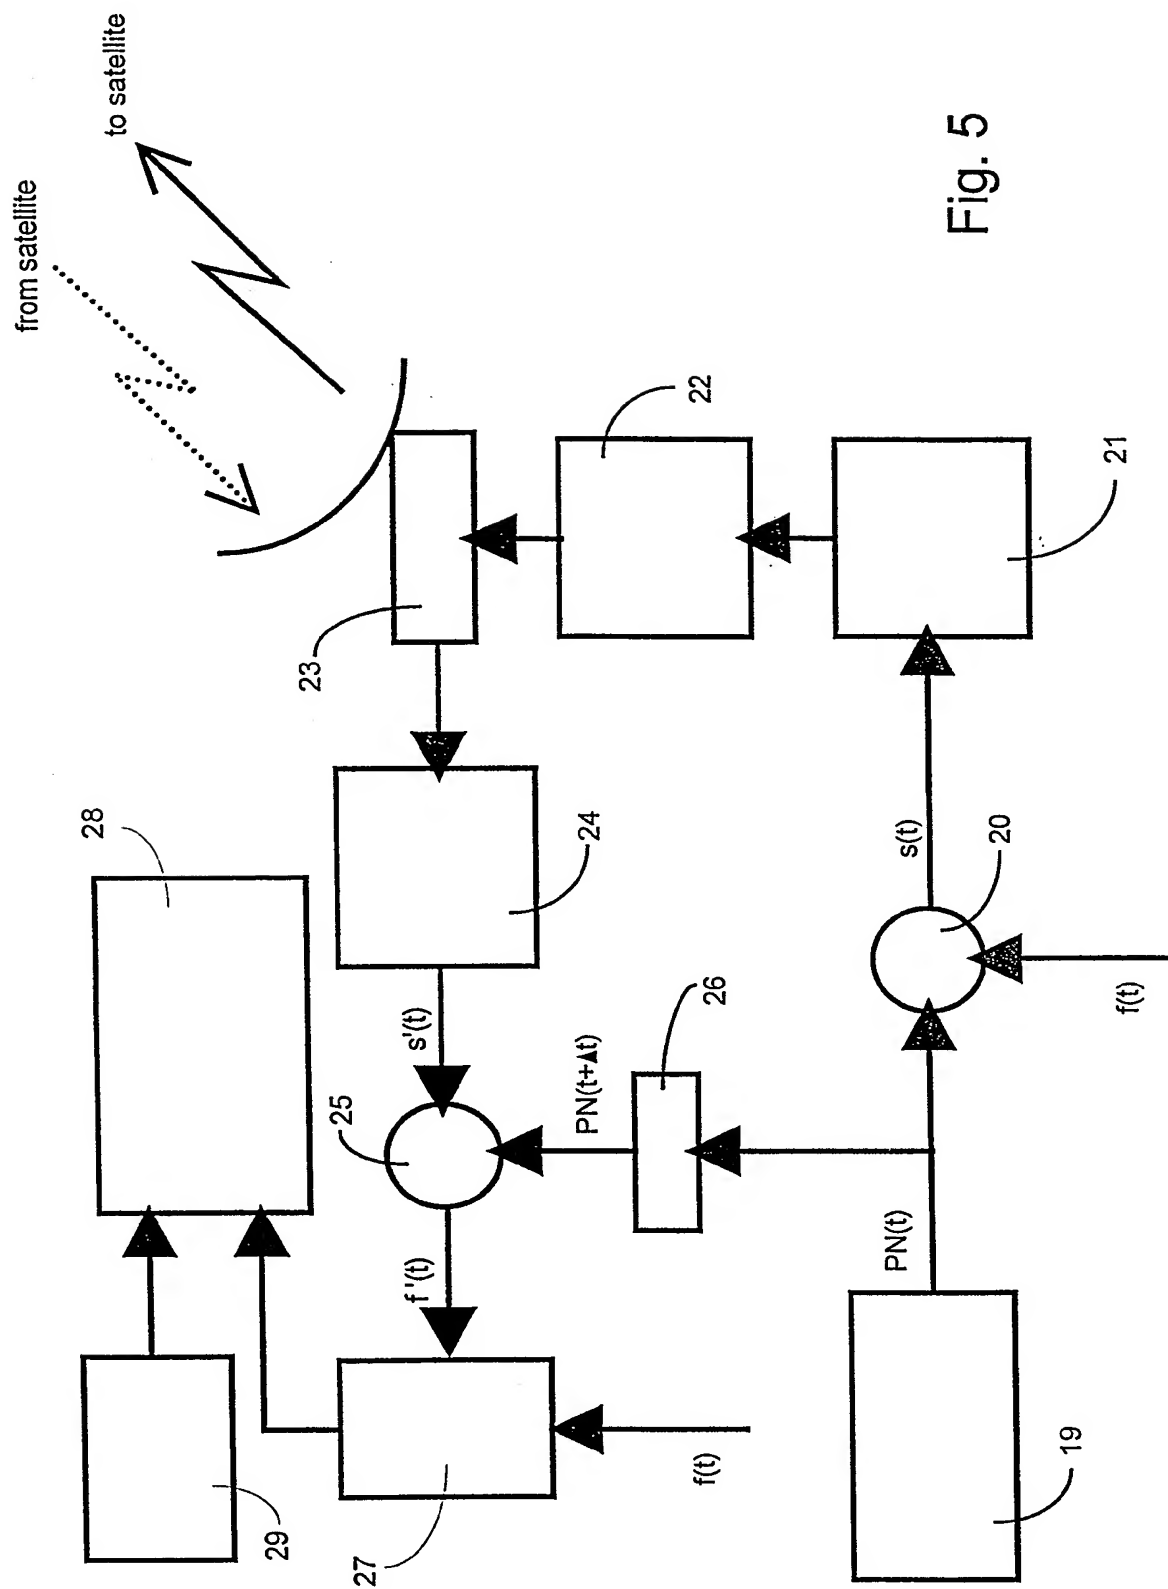 from satellite
to satellite
28
29
27
f(t)
f'(t)
25
s'(t)
24
23
22
21
PN(t+Δt)
26
PN(t)
19
f(t)
20
s(t)
Fig. 5